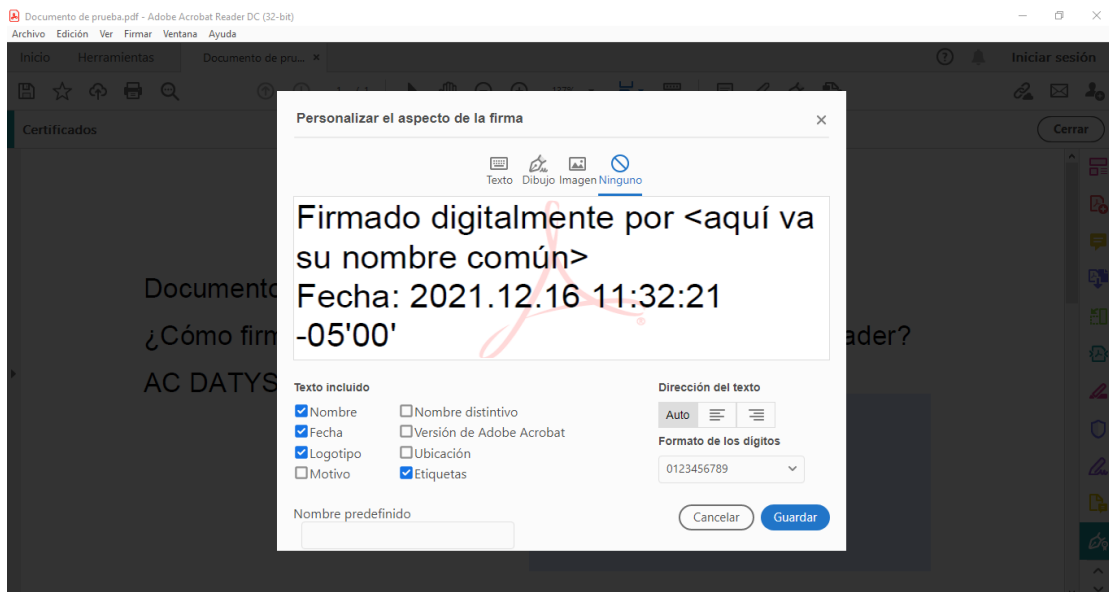 Documento de prueba.pdf - Adobe Acrobat Reader DC (32-bit)
Archivo Edición Ver Firmar Ventana Ayuda
Inicio Herramientas Documento de pru... ×
Iniciar sesión
Certificados
Cerrar
Personalizar el aspecto de la firma
Texto Dibujo Imagen Ninguno
Firmado digitalmente por <aquí va
su nombre común>
Fecha: 2021.12.16 11:32:21
-05'00'
Documento
¿Cómo firm
ader?
AC DATYS
Texto incluido
Dirección del texto
Nombre
Nombre distintivo
Auto
Fecha
Versión de Adobe Acrobat
Formato de los dígitos
Logotipo
Ubicación
0123456789
Motivo
Etiquetas
Nombre predefinido
Cancelar
Guardar